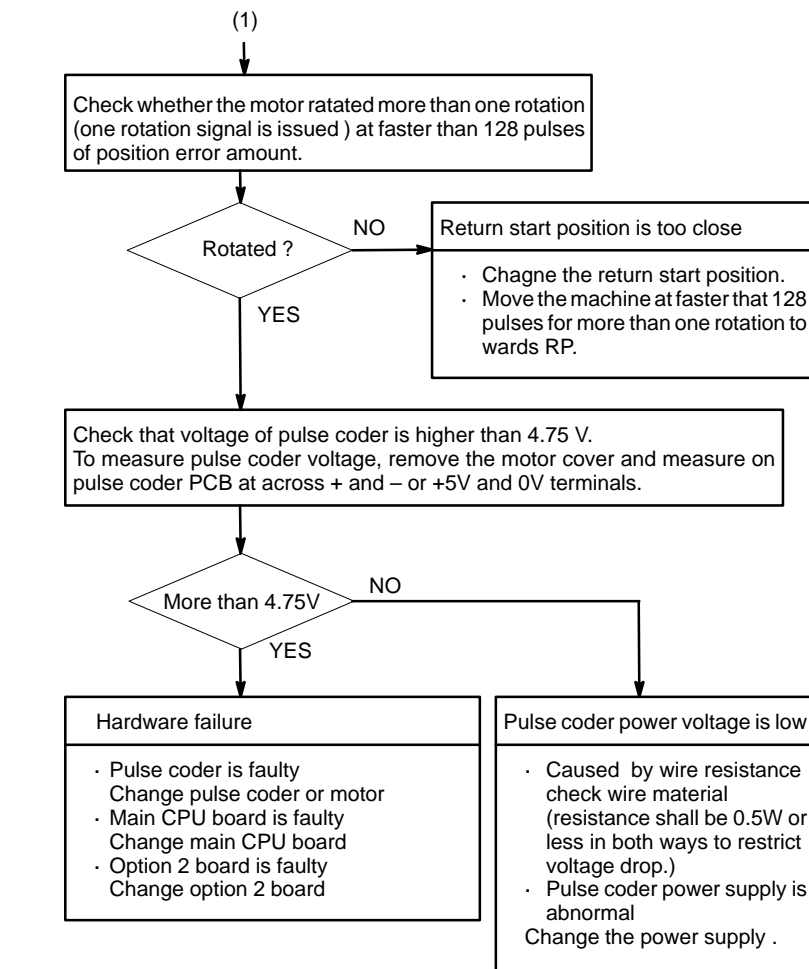 (1)
Check whether the motor ratated more than one rotation
(one rotation signal is issued ) at faster than 128 pulses
of position error amount.
Rotated ?
NO
YES
Return start position is too close
· Chagne the return start position.
· Move the machine at faster that 128
pulses for more than one rotation to
wards RP.
Check that voltage of pulse coder is higher than 4.75 V.
To measure pulse coder voltage, remove the motor cover and measure on
pulse coder PCB at across + and – or +5V and 0V terminals.
More than 4.75V
NO
YES
Hardware failure
· Pulse coder is faulty
Change pulse coder or motor
· Main CPU board is faulty
Change main CPU board
· Option 2 board is faulty
Change option 2 board
Pulse coder power voltage is low
· Caused by wire resistance
check wire material
(resistance shall be 0.5W or
less in both ways to restrict
voltage drop.)
· Pulse coder power supply is
abnormal
Change the power supply .